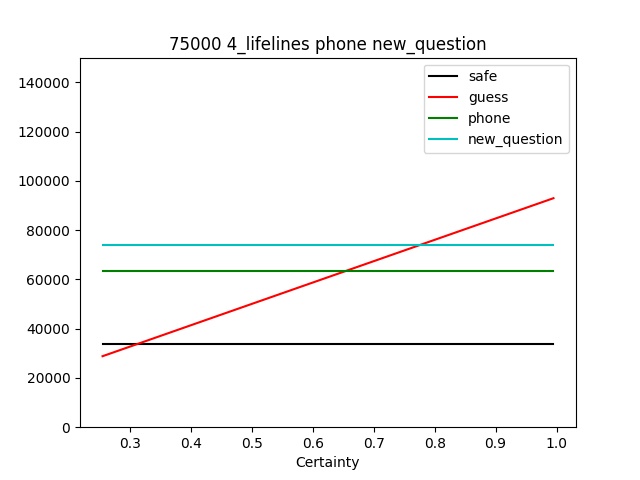 75000 4_lifelines phone new_question
safe
guess
phone
new_question
140000
120000
100000
80000
60000
40000
20000
0
0.3 0.4 0.5 0.6 0.7 0.8 0.9 1.0
Certainty